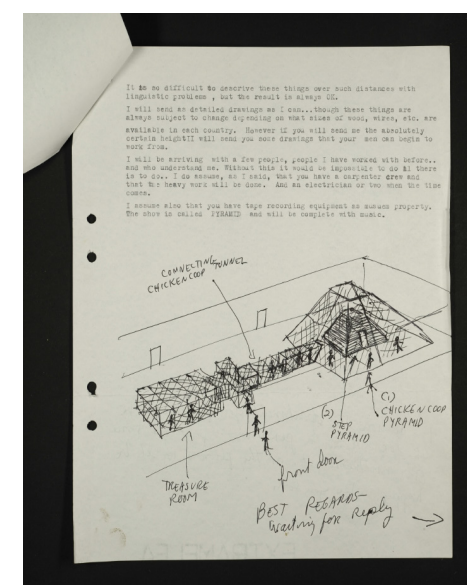 It is so difficult to descrive these things over such distances with
linguistic problems , but the result is always OK.
I will send as detailed drawings as I can...though these things are
always subject to change depending on what sizes of wood, wires, etc. are
available in each country. However if you will send me the absolutely
certain height I will send you some drawings that your men can begin to
work from.
I will be arriving with a few people, people I have worked with before..
and who understand me. Without this it would be impossible to do all there
is to do.. I do assume, as I said, that you have a carpenter crew and
that the heavy work will be done. And an electrician or two when the time
comes.
I assume also that you have tape recording equipment as museum property.
The show is called PYRAMID and will be complete with music.
CONNECTING TUNNEL
CHICKEN COOP
(1)
CHICKEN COOP
PYRAMID
(2)
STEP
PYRAMID
front door
TREASURE
ROOM
BEST REGARDS-
Waiting for Reply